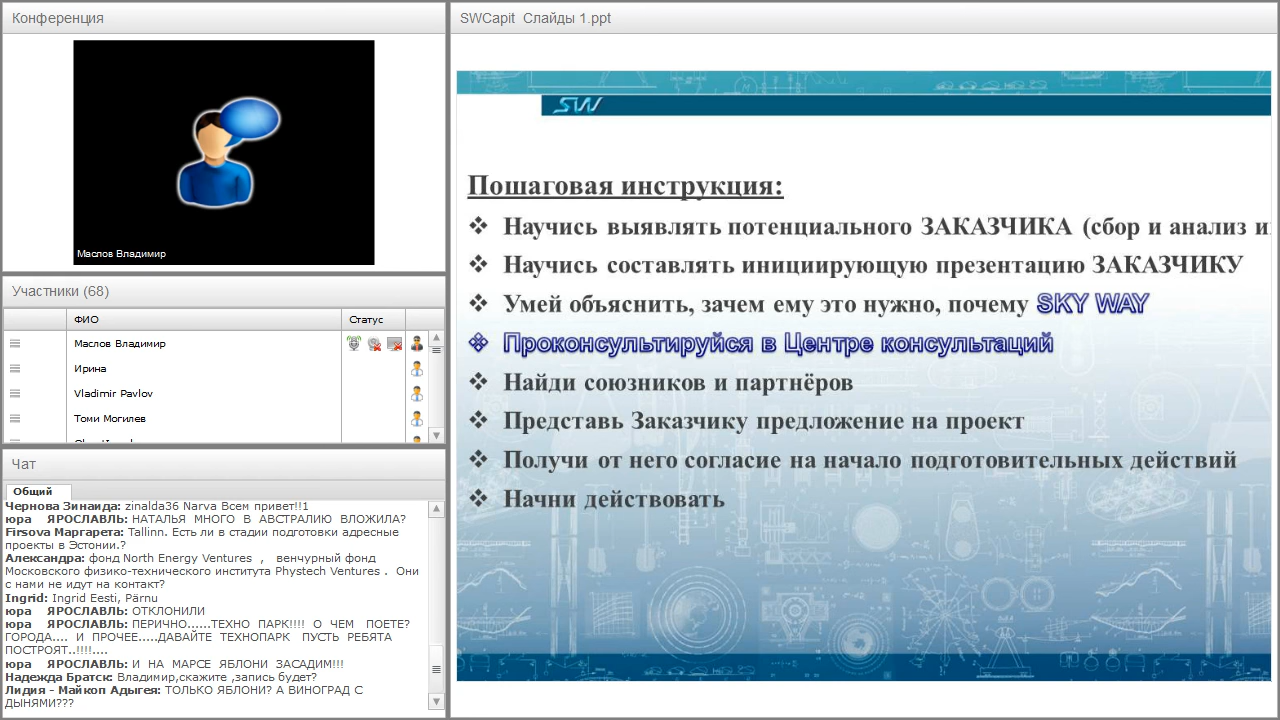 Конференция
Маслов Владимир
Участники (68)
ФИО
Статус
Маслов Владимир
Ирина
Vladimir Pavlov
Томи Могилев
Чат
Общий
Чернова Зинаида: zinalda36 Narva Всем привет!!1
юра ЯРОСЛАВЛЬ: НАТАЛЬЯ МНОГО В АВСТРАЛИЮ ВЛОЖИЛА?
Firsova Маргарета: Tallinn. Есть ли в стадии подготовки адресные
проекты в Эстонии.?
Александра: фонд North Energy Ventures , венчурный фонд
Московского физико-технического института Phystech Ventures . Они
с нами не идут на контакт?
Ingrid: Ingrid Eesti, Pärnu
юра ЯРОСЛАВЛЬ: ОТКЛОНИЛИ
юра ЯРОСЛАВЛЬ: ПЕРИЧНО......ТЕХНО ПАРК!!!! О ЧЕМ ПОЕТЕ?
ГОРОДА.... И ПРОЧЕЕ.....ДАВАЙТЕ ТЕХНОПАРК ПУСТЬ РЕБЯТА
ПОСТРОЯТ..!!!!....
юра ЯРОСЛАВЛЬ: И НА МАРСЕ ЯБЛОНИ ЗАСАДИМ!!!
Надежда Братск: Владимир,скажите ,запись будет?
Лидия - Майкоп Адыгея: ТОЛЬКО ЯБЛОНИ? А ВИНОГРАД С
ДЫНЯМИ???
SWCapit Слайды 1.ppt
SW
Пошаговая инструкция:
❖ Научись выявлять потенциального ЗАКАЗЧИКА (сбор и анализ
❖ Научись составлять инициирующую презентацию ЗАКАЗЧИКУ
❖ Умей объяснить, зачем ему это нужно, почему SKY WAY
❖ Проконсультируйся в Центре консультаций
❖ Найди союзников и партнёров
❖ Представь Заказчику предложение на проект
❖ Получи от него согласие на начало подготовительных действий
❖ Начни действовать